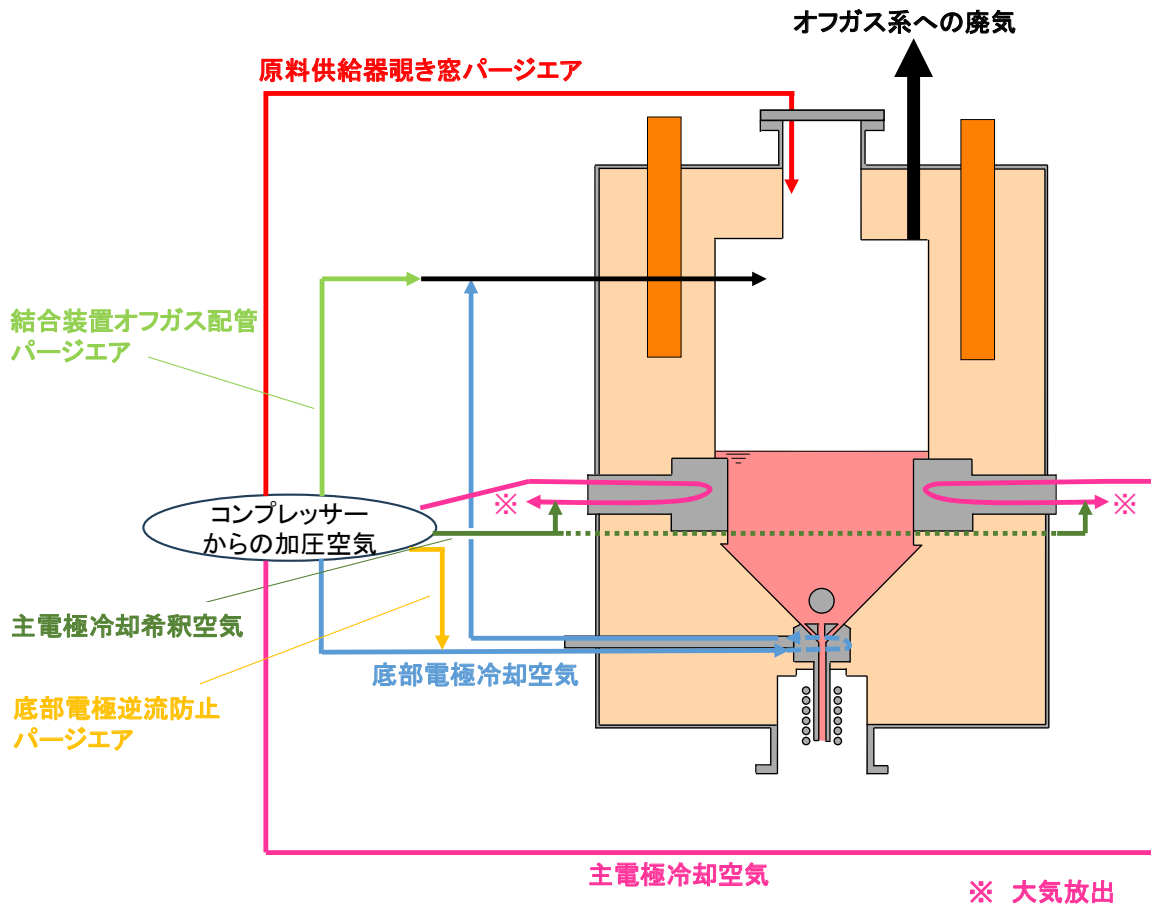 オフガス系への廃気
原料供給器覗き窓パージエア
結合装置オフガス配管
パージエア
コンプレッサー
からの加圧空気
※
※
主電極冷却希釈空気
底部電極冷却空気
底部電極逆流防止
パージエア
主電極冷却空気
※ 大気放出